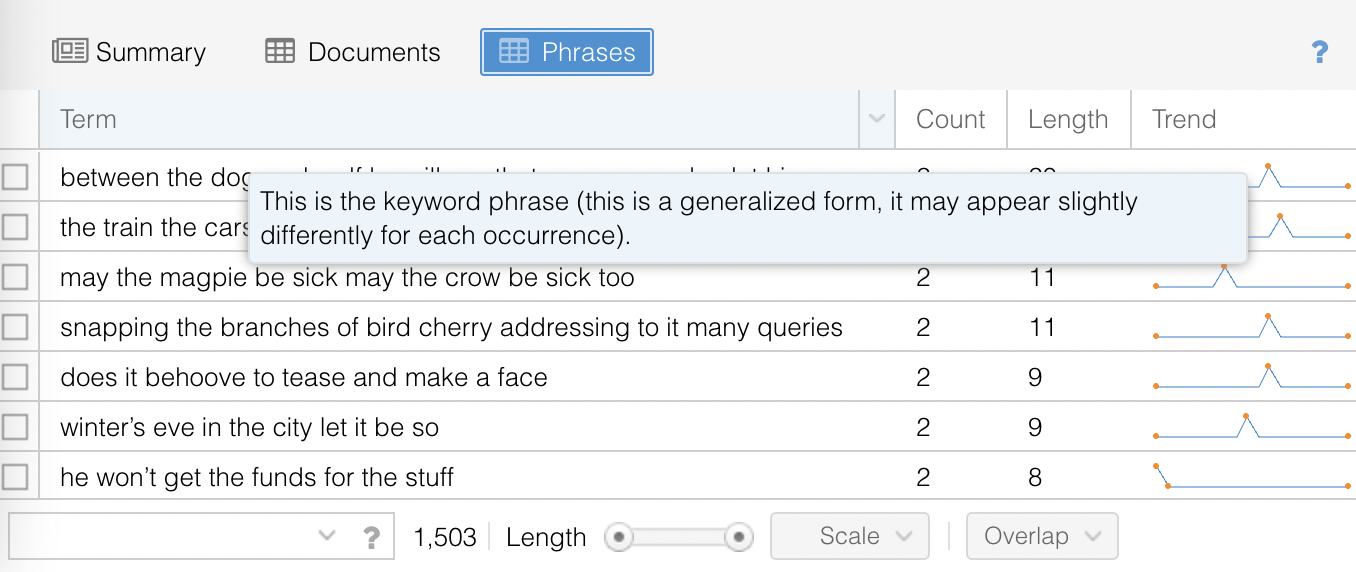 Summary Documents Phrases ?
Term Count Length Trend
between the dog
This is the keyword phrase (this is a generalized form, it may appear slightly
the train the cars
differently for each occurrence).
may the magpie be sick may the crow be sick too 2 11
snapping the branches of bird cherry addressing to it many queries 2 11
does it behoove to tease and make a face 2 9
winter’s eve in the city let it be so 2 9
he won’t get the funds for the stuff 2 8
? 1,503 Length Scale Overlap